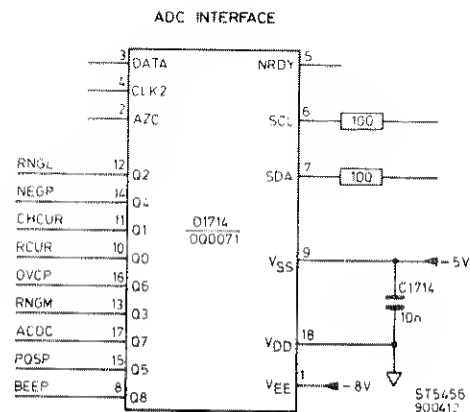 ADC INTERFACE
3 DATA NRDY 5
4 CLK2
2 AZC SCL 6 100
SDA 7 100
RNGL 12 Q2
NEGP 14 Q4
CHCUR 11 Q1
RCUR 10 Q0
OVCP 16 Q6
RNGM 13 Q3
ACDC 17 Q7
POSP 15 Q5
BEEP 8 Q8
D1714
OQ0071
VSS 9 -5V
C1714
10n
VDD 18
VEE 1 -8V
ST5456